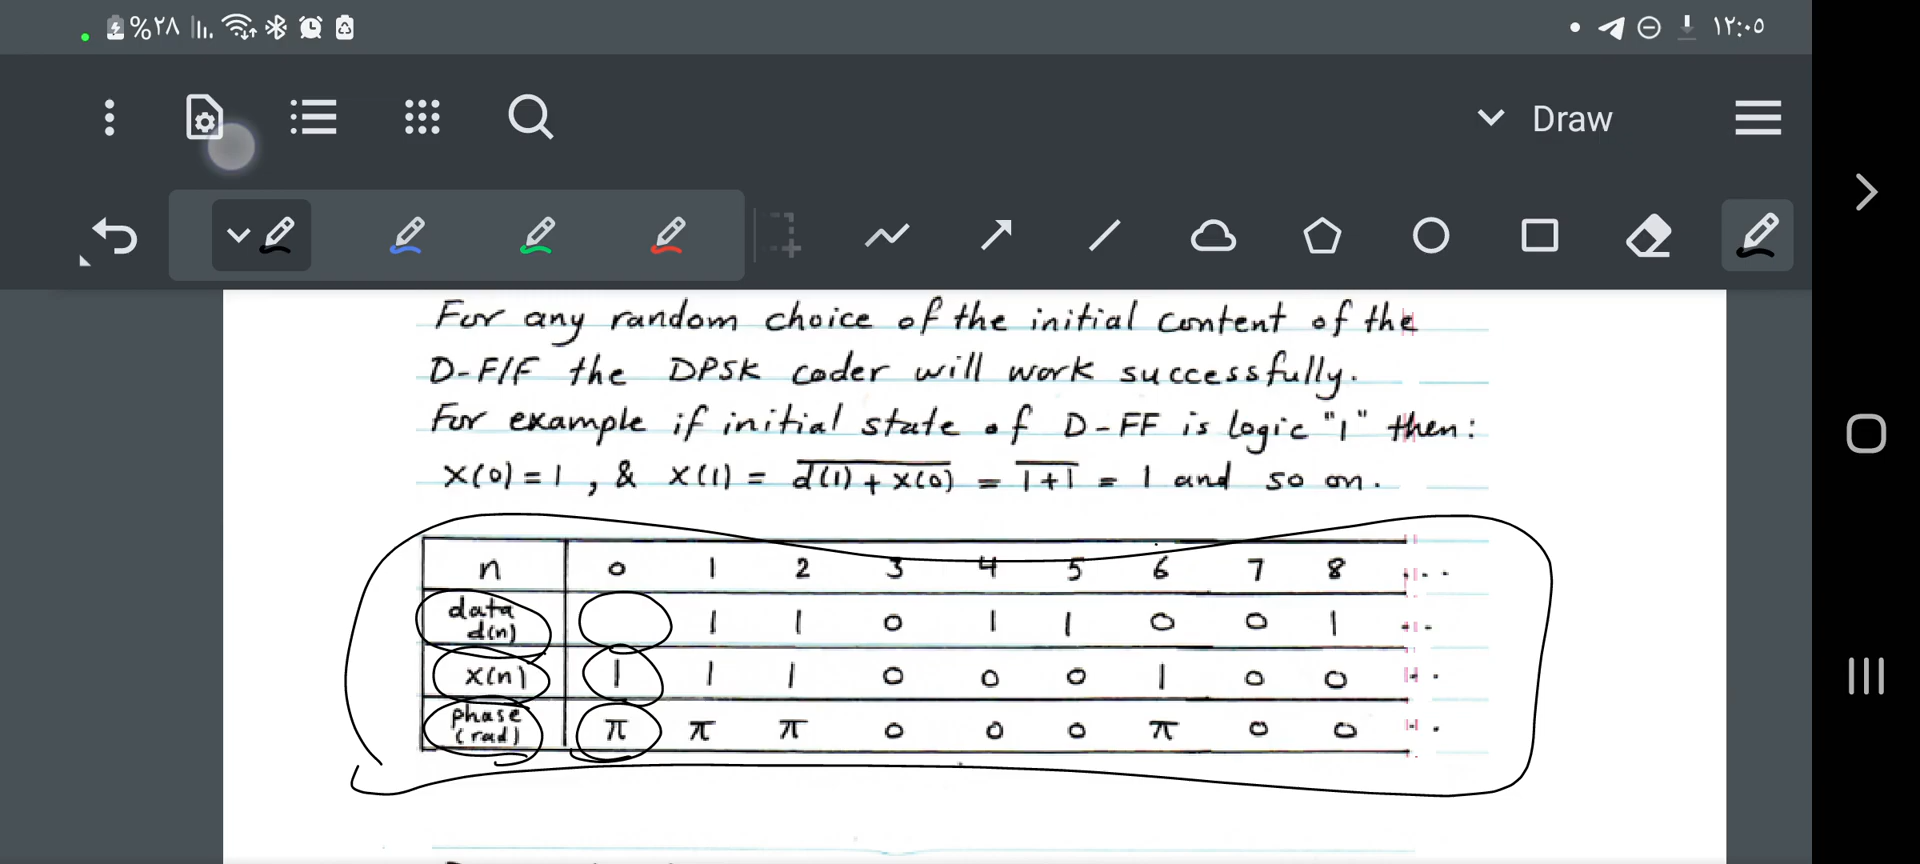 %٢٨ ١٢:٠٥
Draw
For any random choice of the initial content of the
D-F/F the DPSK coder will work successfully.
For example if initial state of D-FF is logic "1" then:
x(0)=1, & x(1) = \overline{d(1)+x(0)} = \overline{1+1} = 1 and so on.
n 0 1 2 3 4 5 6 7 8 ...
data d(n) 1 1 0 1 1 0 0 1 ...
x(n) 1 1 1 0 0 0 1 0 0 ...
phase (rad) π π π 0 0 0 π 0 0 ...